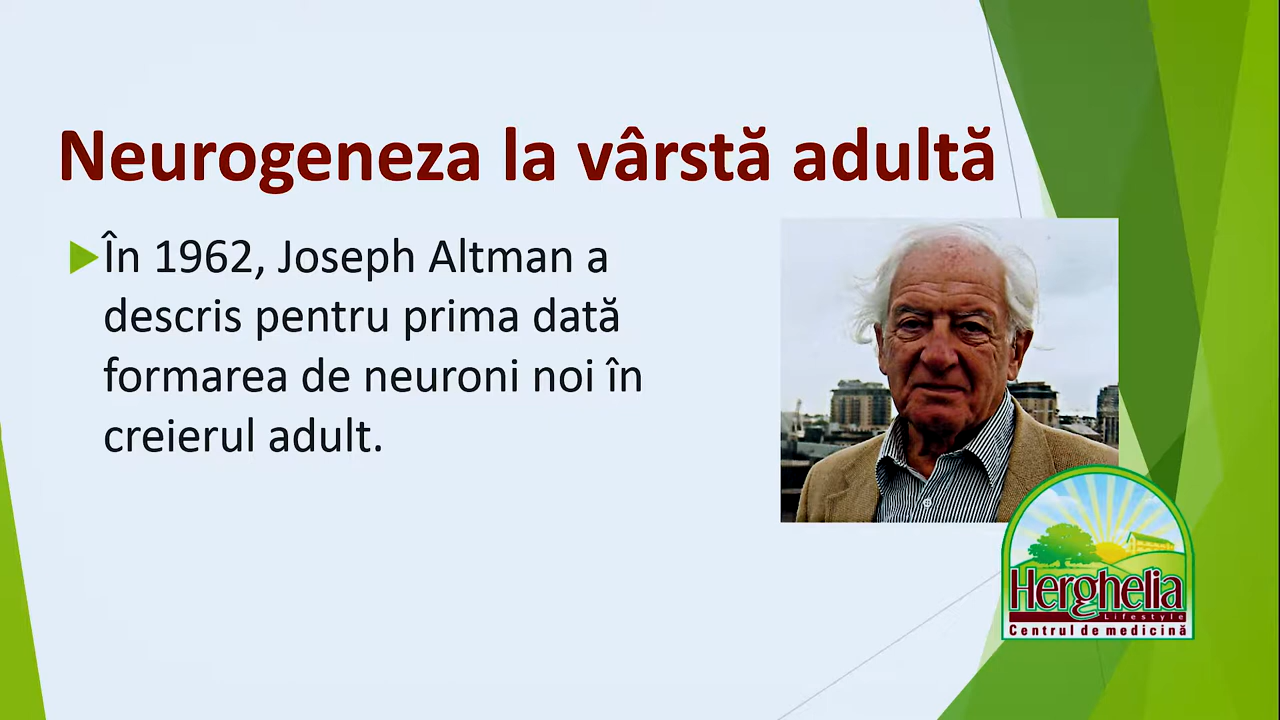 Neurogeneza la vârstă adultă
În 1962, Joseph Altman a
descris pentru prima dată
formarea de neuroni noi în
creierul adult.
Herghelia
Lifestyle
Centrul de medicină